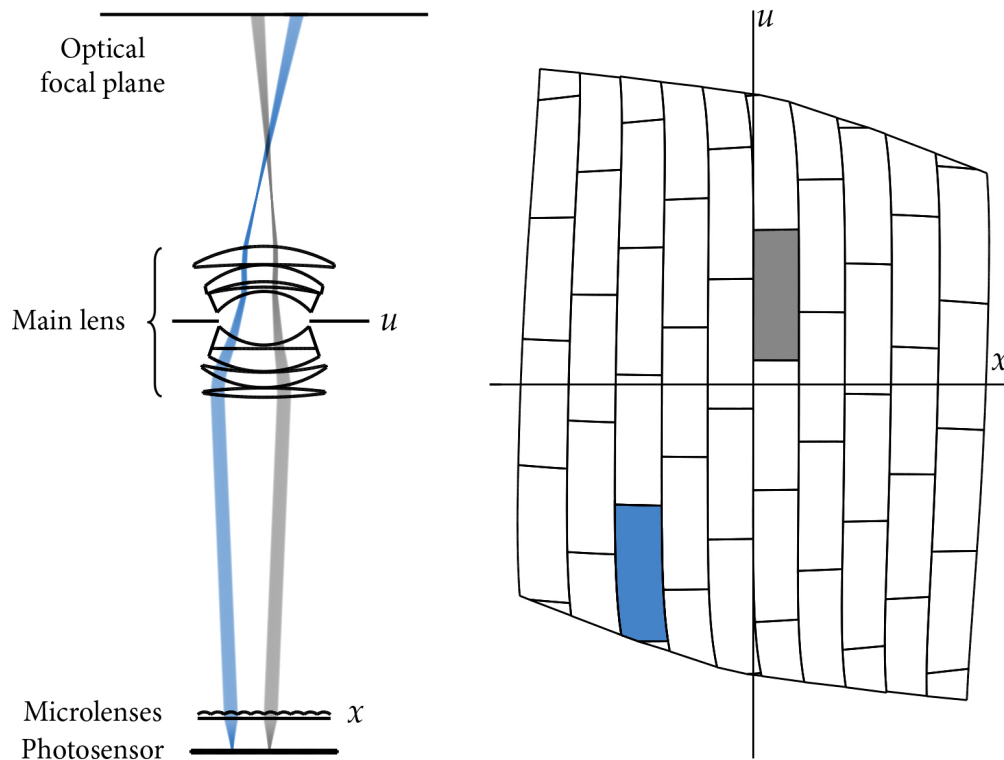 Optical
focal plane
Main lens
u
Microlenses
x
Photosensor
u
x